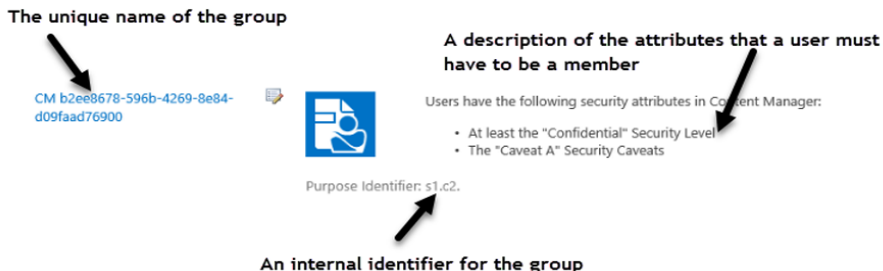 The unique name of the group
A description of the attributes that a user must
have to be a member
CM b2ee8678-596b-4269-8e84-
d09faad76900
Users have the following security attributes in Content Manager:
• At least the "Confidential" Security Level
• The "Caveat A" Security Caveats
Purpose Identifier: s1.c2.
An internal identifier for the group